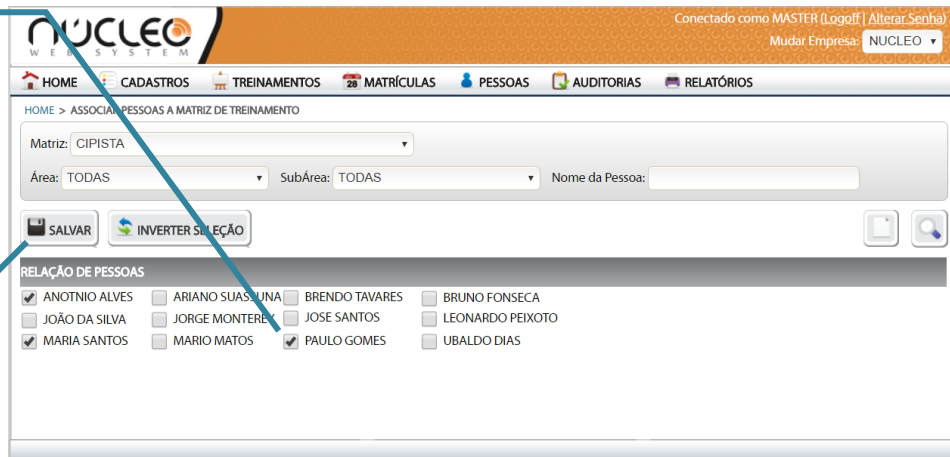 NÚCLEO
WEB SYSTEM
Conectado como MASTER (Logoff | Alterar Senha)
Mudar Empresa: NUCLEO
HOME CADASTROS TREINAMENTOS 28 MATRÍCULAS PESSOAS AUDITORIAS RELATÓRIOS
HOME > ASSOCIAR PESSOAS A MATRIZ DE TREINAMENTO
Matriz: CIPISTA
Área: TODAS SubÁrea: TODAS Nome da Pessoa:
SALVAR INVERTER SELEÇÃO
RELAÇÃO DE PESSOAS
ANOTNIO ALVES ARIANO SUASSUNA BRENDO TAVARES BRUNO FONSECA
JOÃO DA SILVA JORGE MONTEREY JOSE SANTOS LEONARDO PEIXOTO
MARIA SANTOS MARIO MATOS PAULO GOMES UBALDO DIAS